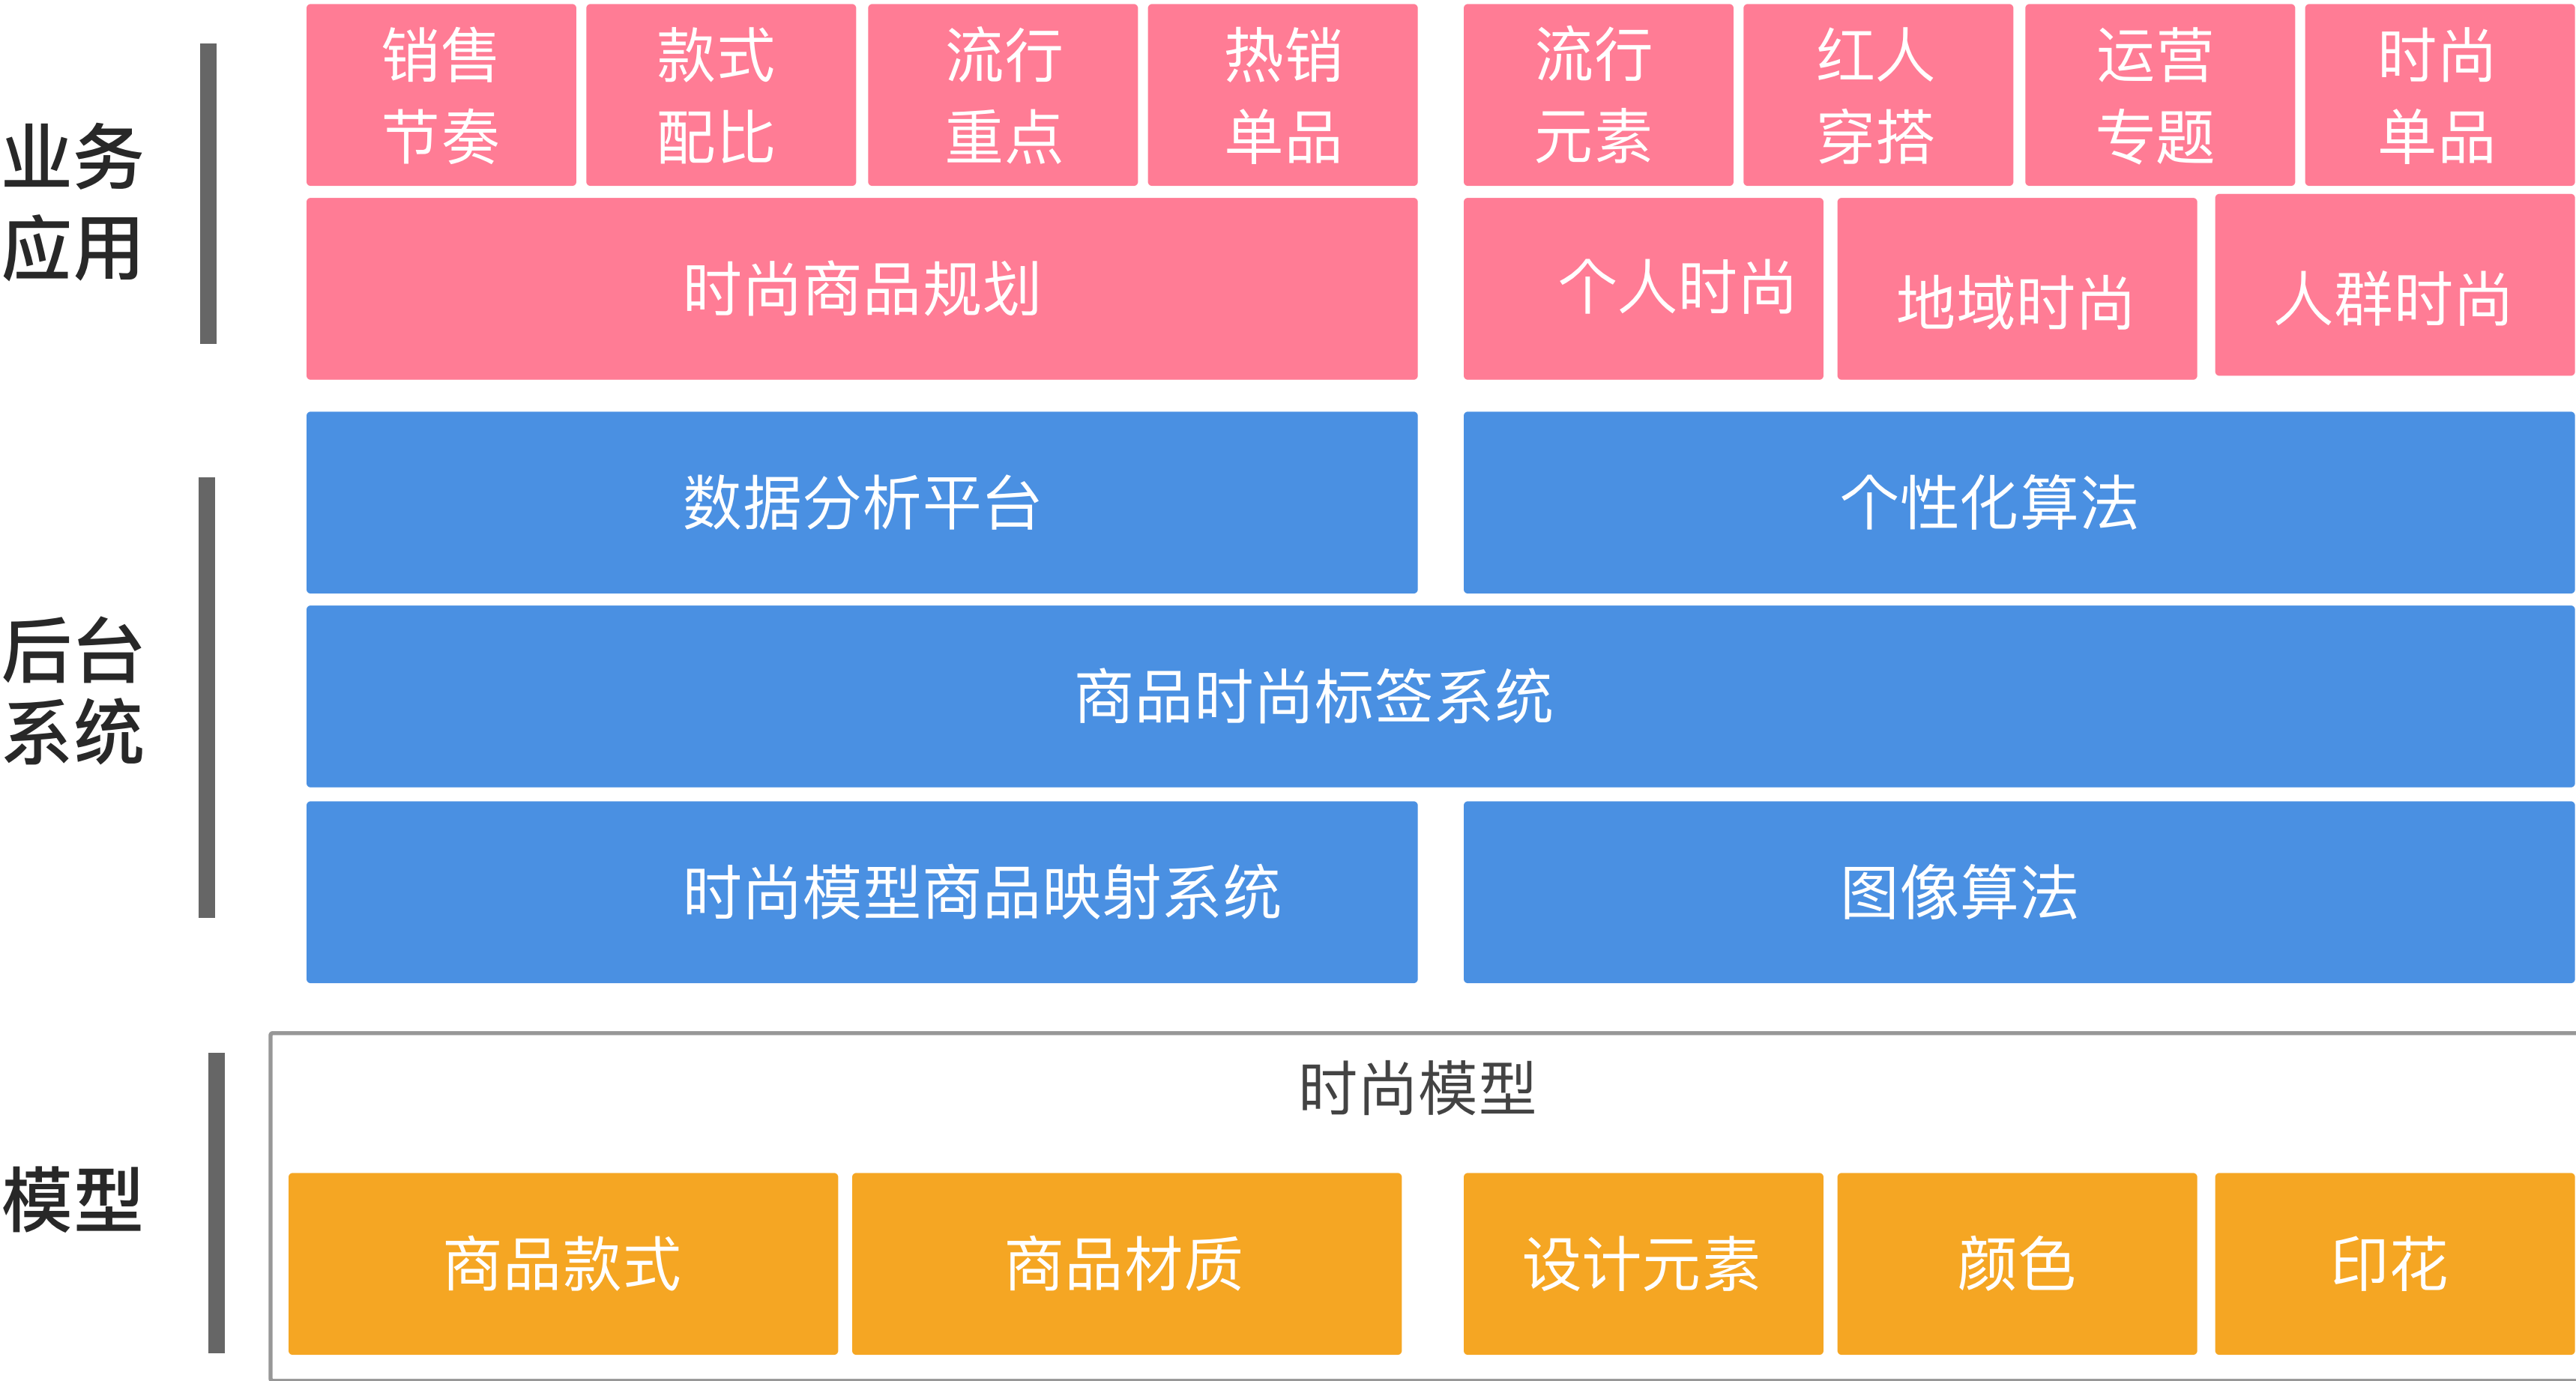 业务
应用
销售
节奏
款式
配比
流行
重点
热销
单品
流行
元素
红人
穿搭
运营
专题
时尚
单品
时尚商品规划
个人时尚
地域时尚
人群时尚
后台
系统
数据分析平台
个性化算法
商品时尚标签系统
时尚模型商品映射系统
图像算法
模型
时尚模型
商品款式
商品材质
设计元素
颜色
印花